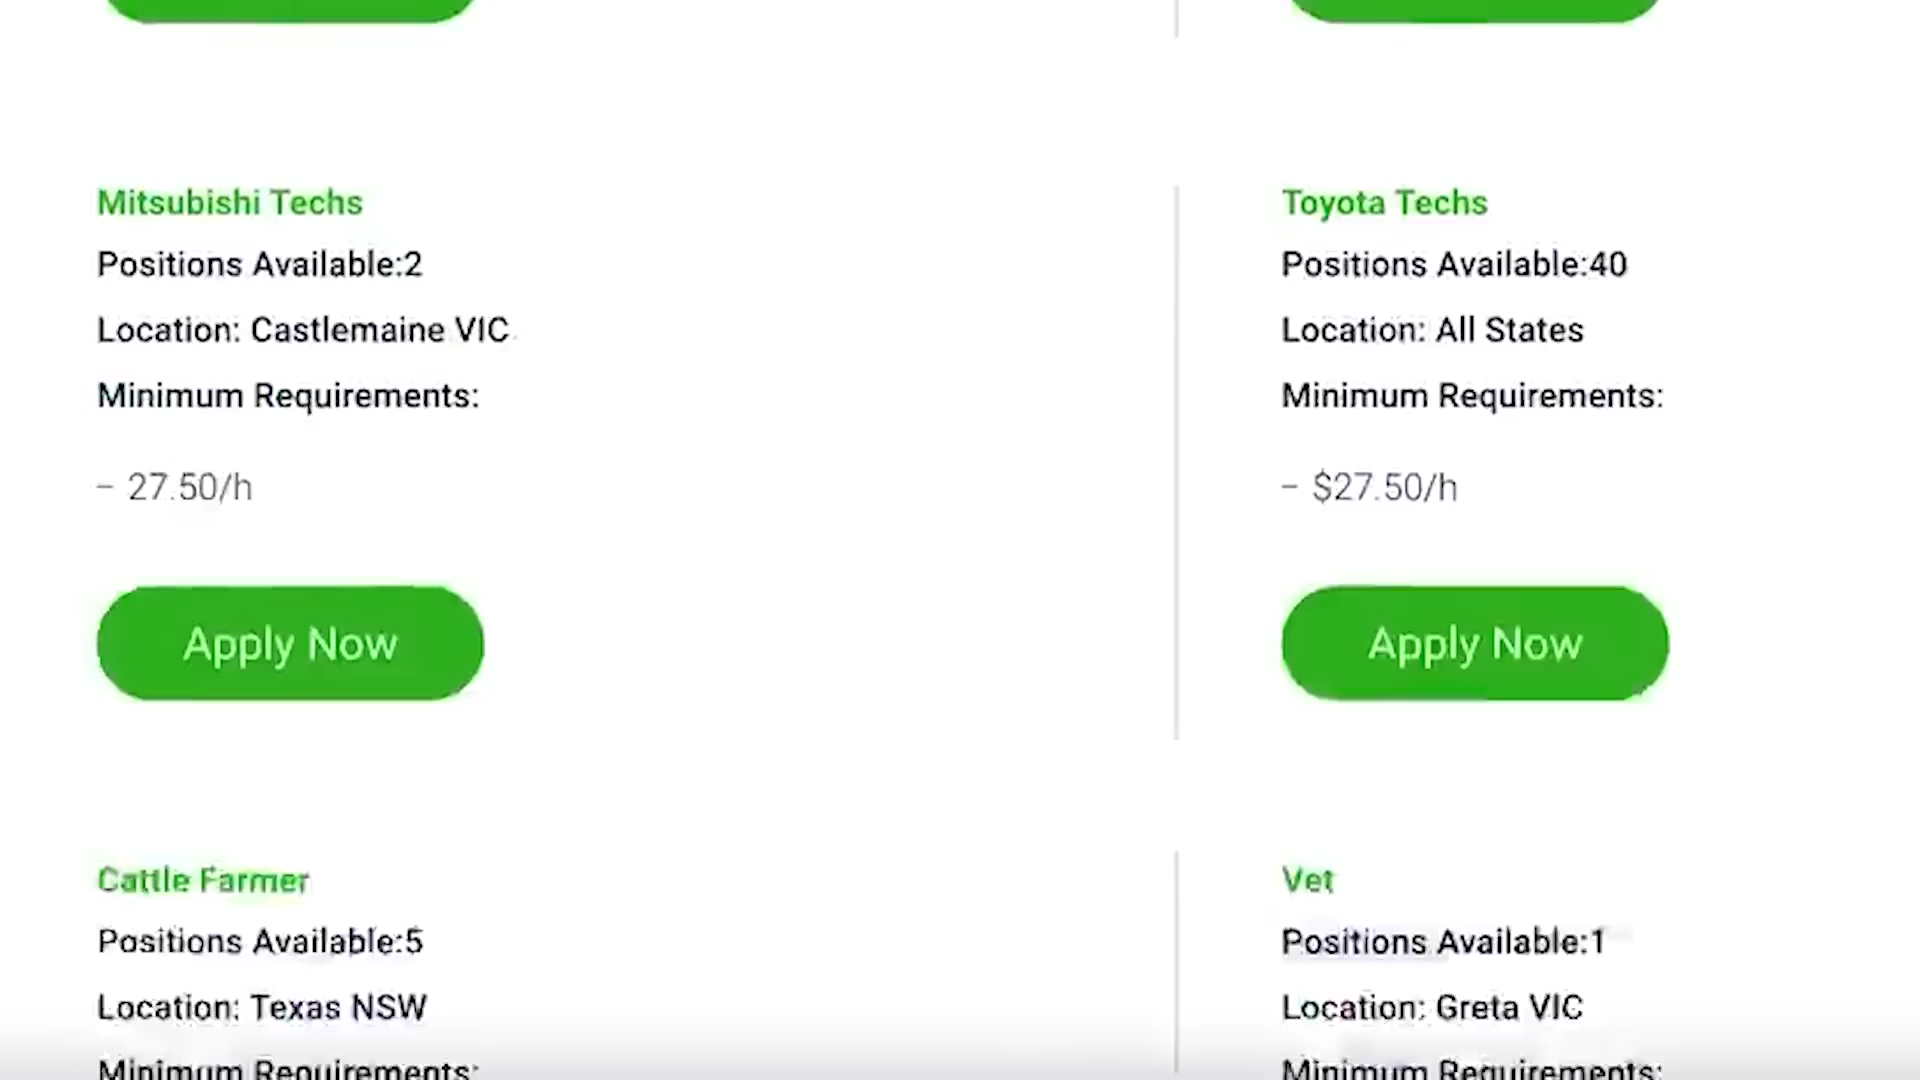 Mitsubishi Techs
Positions Available:2
Location: Castlemaine VIC
Minimum Requirements:
– 27.50/h
Apply Now
Toyota Techs
Positions Available:40
Location: All States
Minimum Requirements:
– $27.50/h
Apply Now
Cattle Farmer
Positions Available:5
Location: Texas NSW
Minimum Requirements:
Vet
Positions Available:1
Location: Greta VIC
Minimum Requirements: